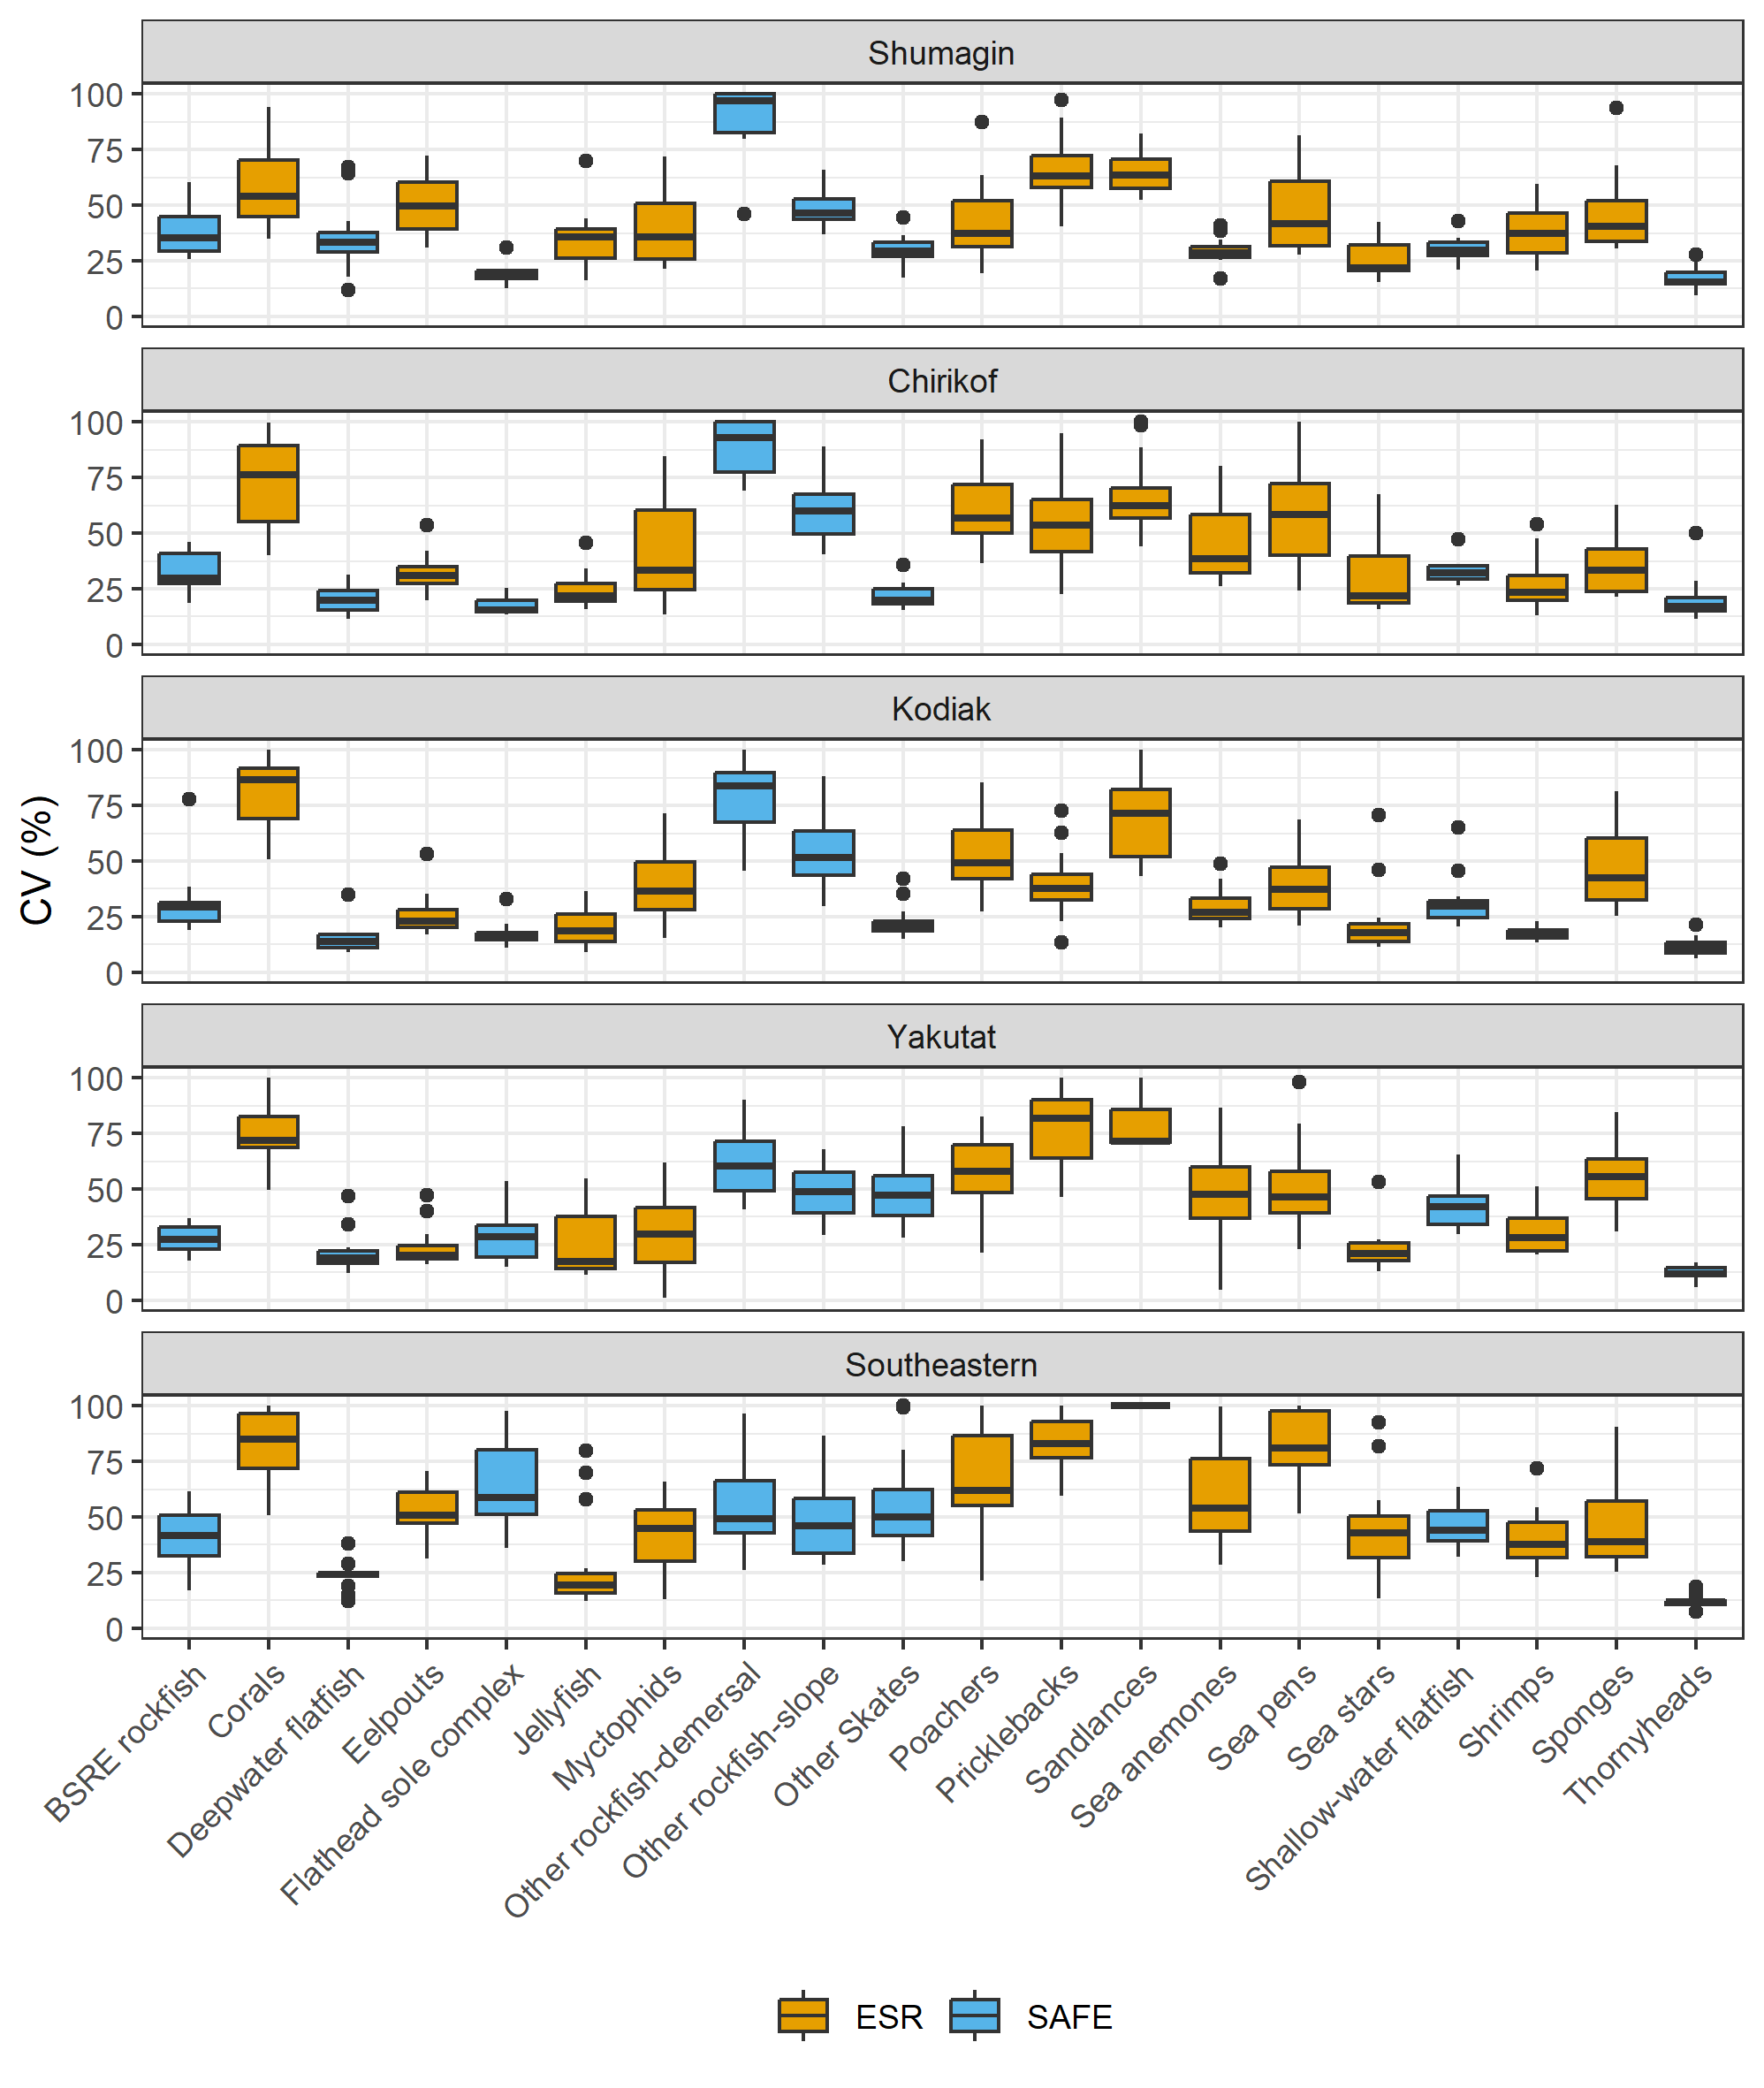 Shumagin
100
75
50
25
0
Chirikof
100
75
50
25
0
Kodiak
100
75
50
25
0
CV (%)
Yakutat
100
75
50
25
0
Southeastern
100
75
50
25
0
BSRE rockfish
Corals
Deepwater flatfish
Eelpouts
Flathead sole complex
Jellyfish
Myctophids
Other rockfish-demersal
Other rockfish-slope
Other Skates
Poachers
Pricklebacks
Sandlances
Sea anemones
Sea pens
Sea stars
Shallow-water flatfish
Shrimps
Sponges
Thornyheads
ESR SAFE